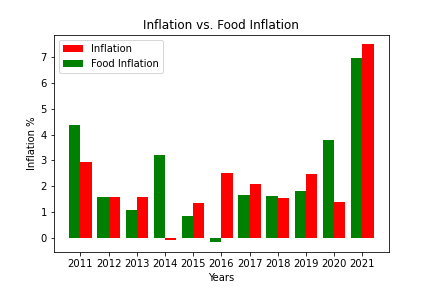 Inflation vs. Food Inflation
Inflation
Food Inflation
Inflation %
7
6
5
4
3
2
1
0
2011 2012 2013 2014 2015 2016 2017 2018 2019 2020 2021
Years